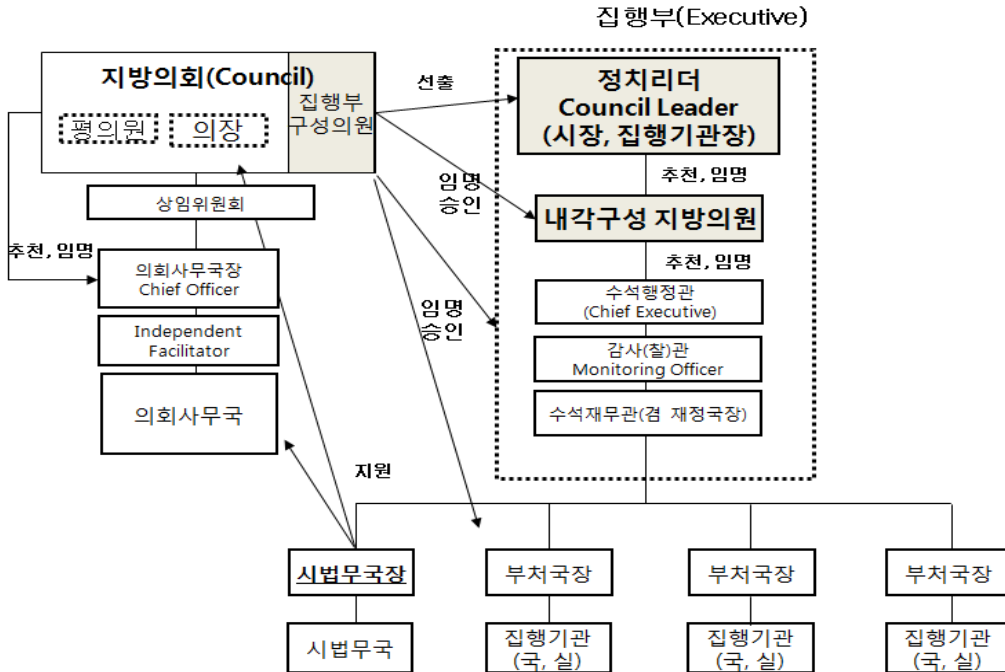 집행부(Executive)
지방의회(Council)
평의원
의장
집행부
구성의원
선출
정치리더
Council Leader
(시장, 집행기관장)
추천, 임명
임명
승인
내각구성 지방의원
추천, 임명
상임위원회
추천, 임명
의회사무국장
Chief Officer
Independent
Facilitator
의회사무국
임명
승인
수석행정관
(Chief Executive)
감사(찰)관
Monitoring Officer
수석재무관(겸 재정국장)
지원
시법무국장
부처국장
부처국장
부처국장
시법무국
집행기관
(국, 실)
집행기관
(국, 실)
집행기관
(국, 실)